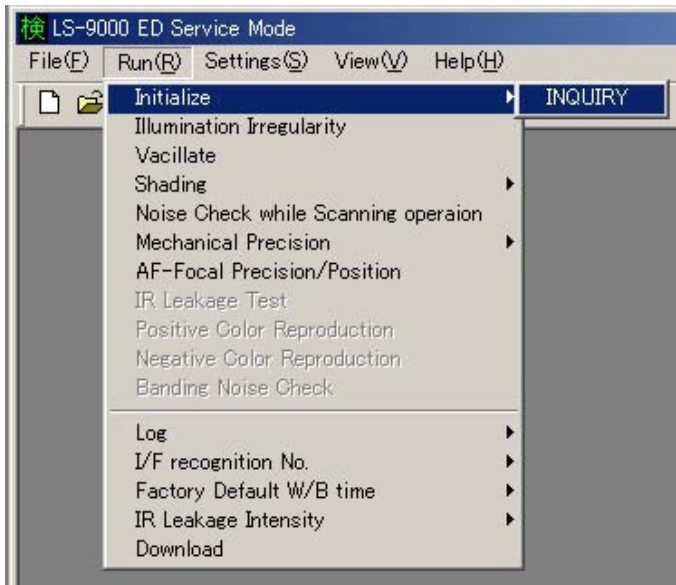 検 LS-9000 ED Service Mode
File(F) Run(R) Settings(S) View(V) Help(H)
Initialize INQUIRY
Illumination Irregularity
Vacillate
Shading
Noise Check while Scanning operaion
Mechanical Precision
AF-Focal Precision/Position
IR Leakage Test
Positive Color Reproduction
Negative Color Reproduction
Banding Noise Check
Log
I/F recognition No.
Factory Default W/B time
IR Leakage Intensity
Download